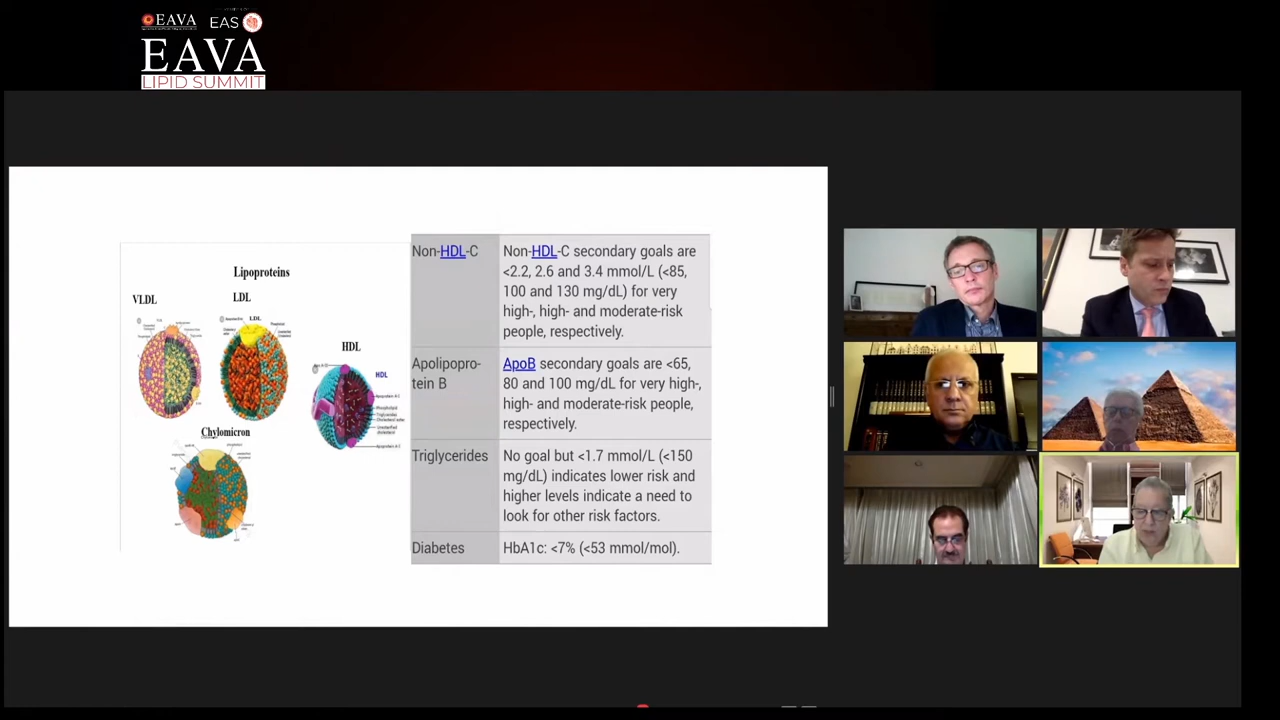 EAVA
EAS
EAVA
LIPID SUMMIT
Lipoproteins
VLDL
LDL
LDL
HDL
HDL
Chylomicron
Non-HDL-C
Non-HDL-C secondary goals are
<2.2, 2.6 and 3.4 mmol/L (<85,
100 and 130 mg/dL) for very
high-, high- and moderate-risk
people, respectively.
Apolipopro-
tein B
ApoB secondary goals are <65,
80 and 100 mg/dL for very high-,
high- and moderate-risk people,
respectively.
Triglycerides
No goal but <1.7 mmol/L (<150
mg/dL) indicates lower risk and
higher levels indicate a need to
look for other risk factors.
Diabetes
HbA1c: <7% (<53 mmol/mol).